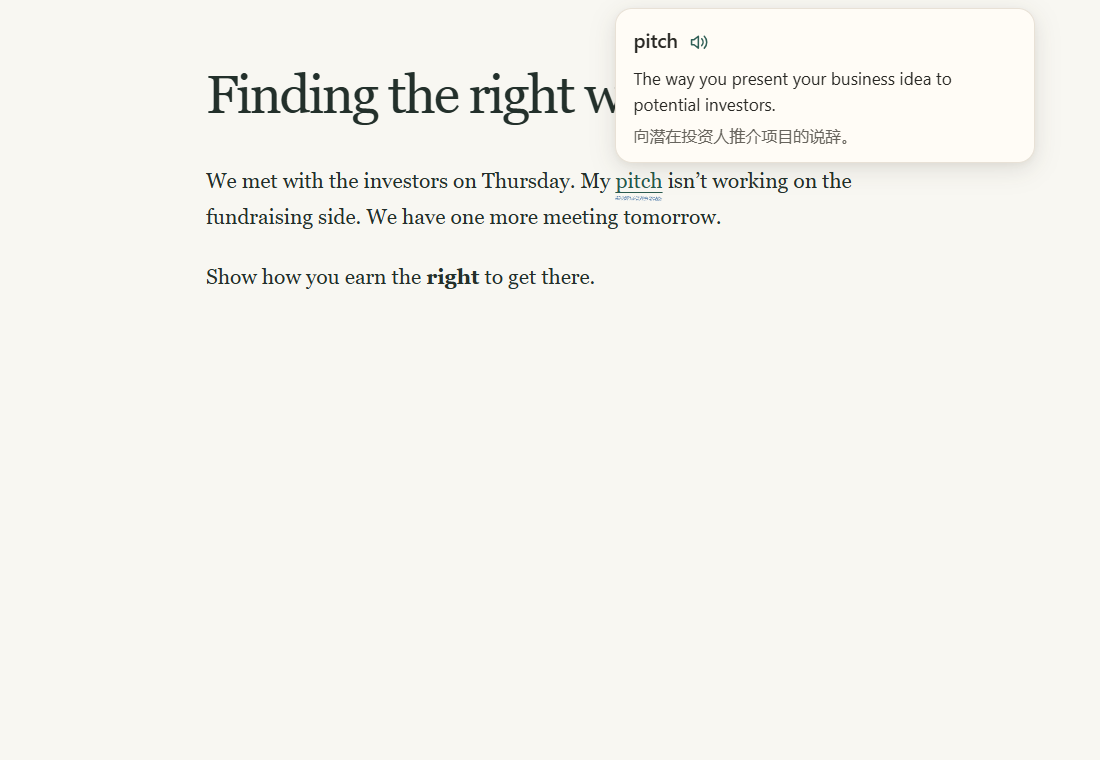 Finding the right w
pitch
The way you present your business idea to
potential investors.
向潜在投资人推介项目的说辞。
We met with the investors on Thursday. My pitch isn’t working on the
fundraising side. We have one more meeting tomorrow.
Show how you earn the right to get there.